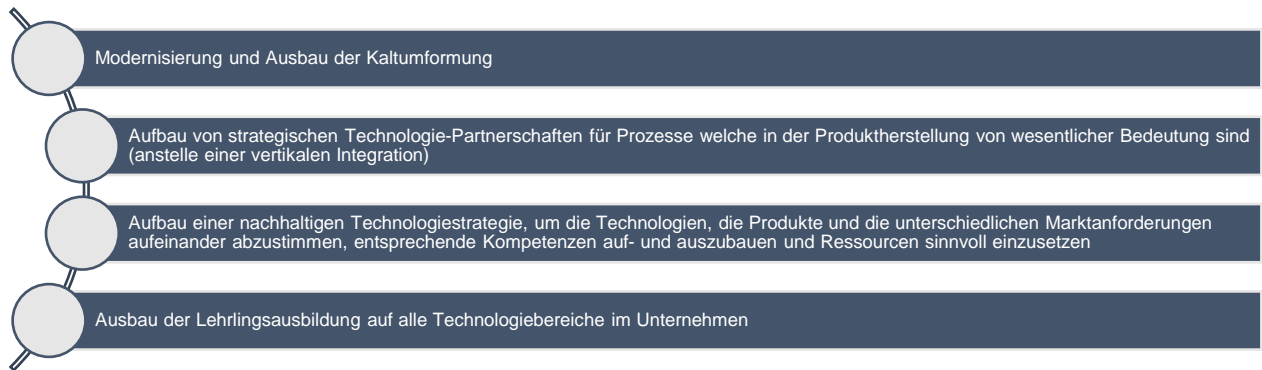 Modernisierung und Ausbau der Kaltumformung
Aufbau von strategischen Technologie-Partnerschaften für Prozesse welche in der Produktherstellung von wesentlicher Bedeutung sind
(anstelle einer vertikalen Integration)
Aufbau einer nachhaltigen Technologiestrategie, um die Technologien, die Produkte und die unterschiedlichen Marktanforderungen
aufeinander abzustimmen, entsprechende Kompetenzen auf- und auszubauen und Ressourcen sinnvoll einzusetzen
Ausbau der Lehrlingsausbildung auf alle Technologiebereiche im Unternehmen